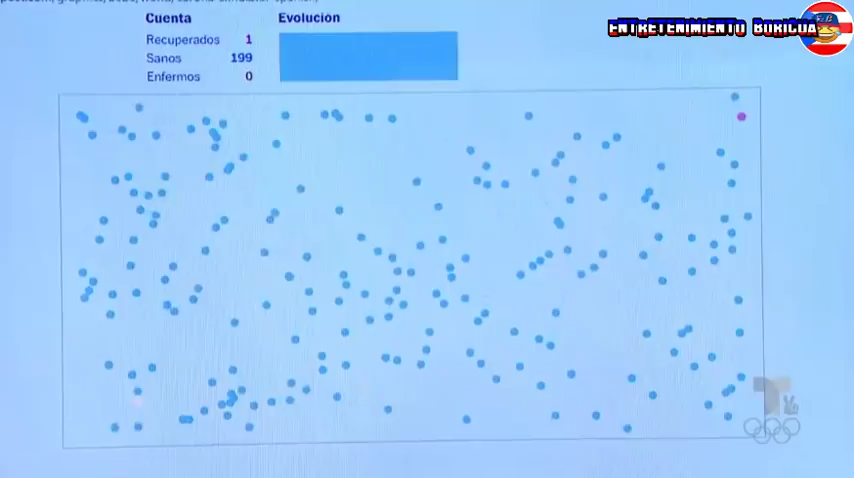 Cuenta
Evolución
Recuperados 1
Sanos 199
Enfermos 0
ENTRETENIMIENTO BORICUA